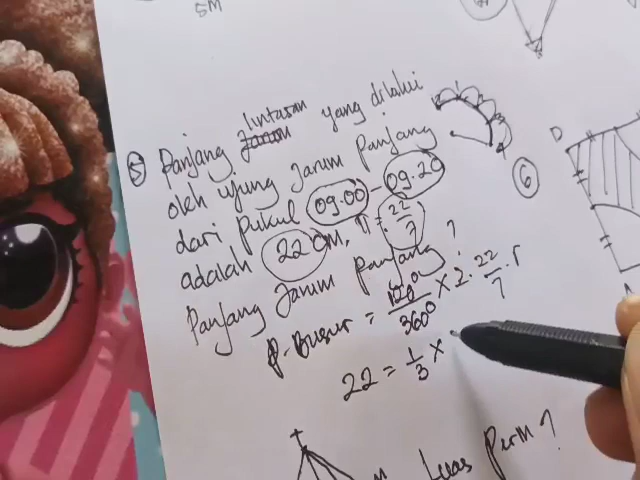 5M
5 Panjang lintasan yang dilalui
oleh ujung Jarum Panjang
dari pukul 09.00 - 09.20
adalah 22 cm, π = 22/7
Panjang Jarum panjang ?
P. Busur = 120°/360° x 2 . 22/7 . r
22 = 1/3 x
6
D
Luas Perm ?